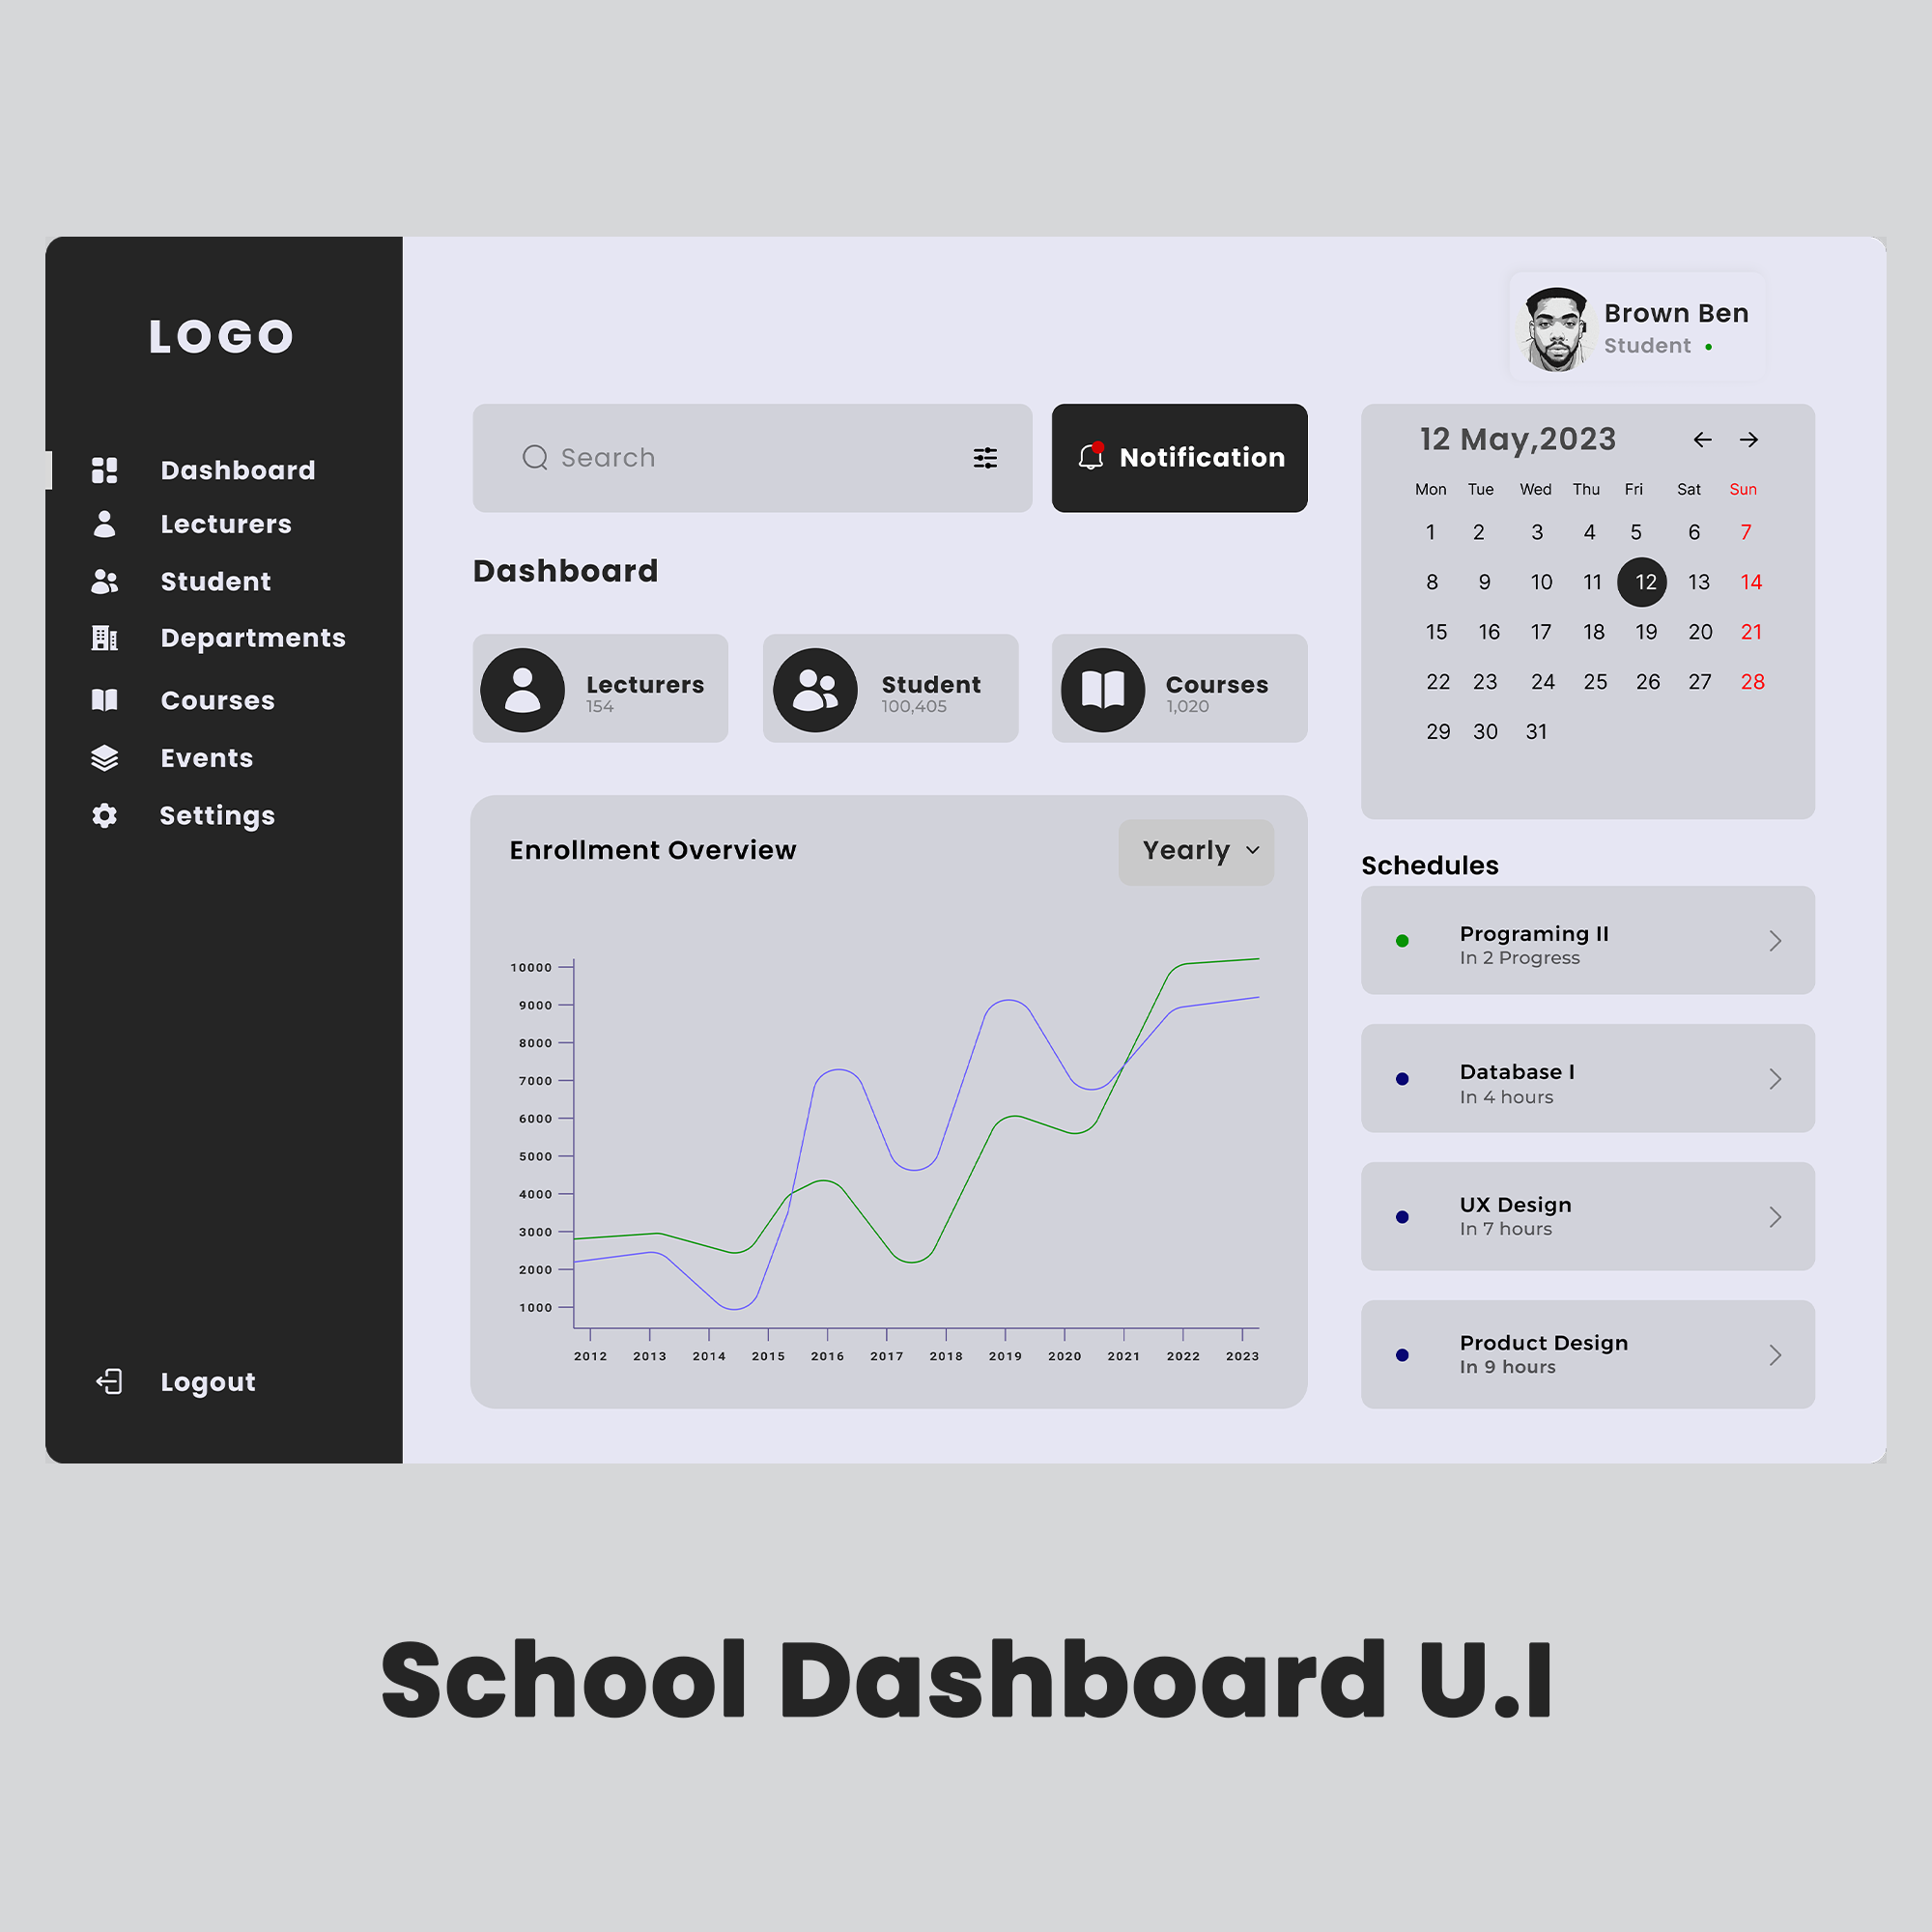 LOGO
Dashboard
Lecturers
Student
Departments
Courses
Events
Settings
Logout
Brown Ben
Student
Search
Notification
Dashboard
Lecturers
154
Student
100,405
Courses
1,020
Enrollment Overview
Yearly
10000
9000
8000
7000
6000
5000
4000
3000
2000
1000
2012 2013 2014 2015 2016 2017 2018 2019 2020 2021 2022 2023
12 May,2023
Mon Tue Wed Thu Fri Sat Sun
1 2 3 4 5 6 7
8 9 10 11 12 13 14
15 16 17 18 19 20 21
22 23 24 25 26 27 28
29 30 31
Schedules
Programing II
In 2 Progress
Database I
In 4 hours
UX Design
In 7 hours
Product Design
In 9 hours
School Dashboard U.I